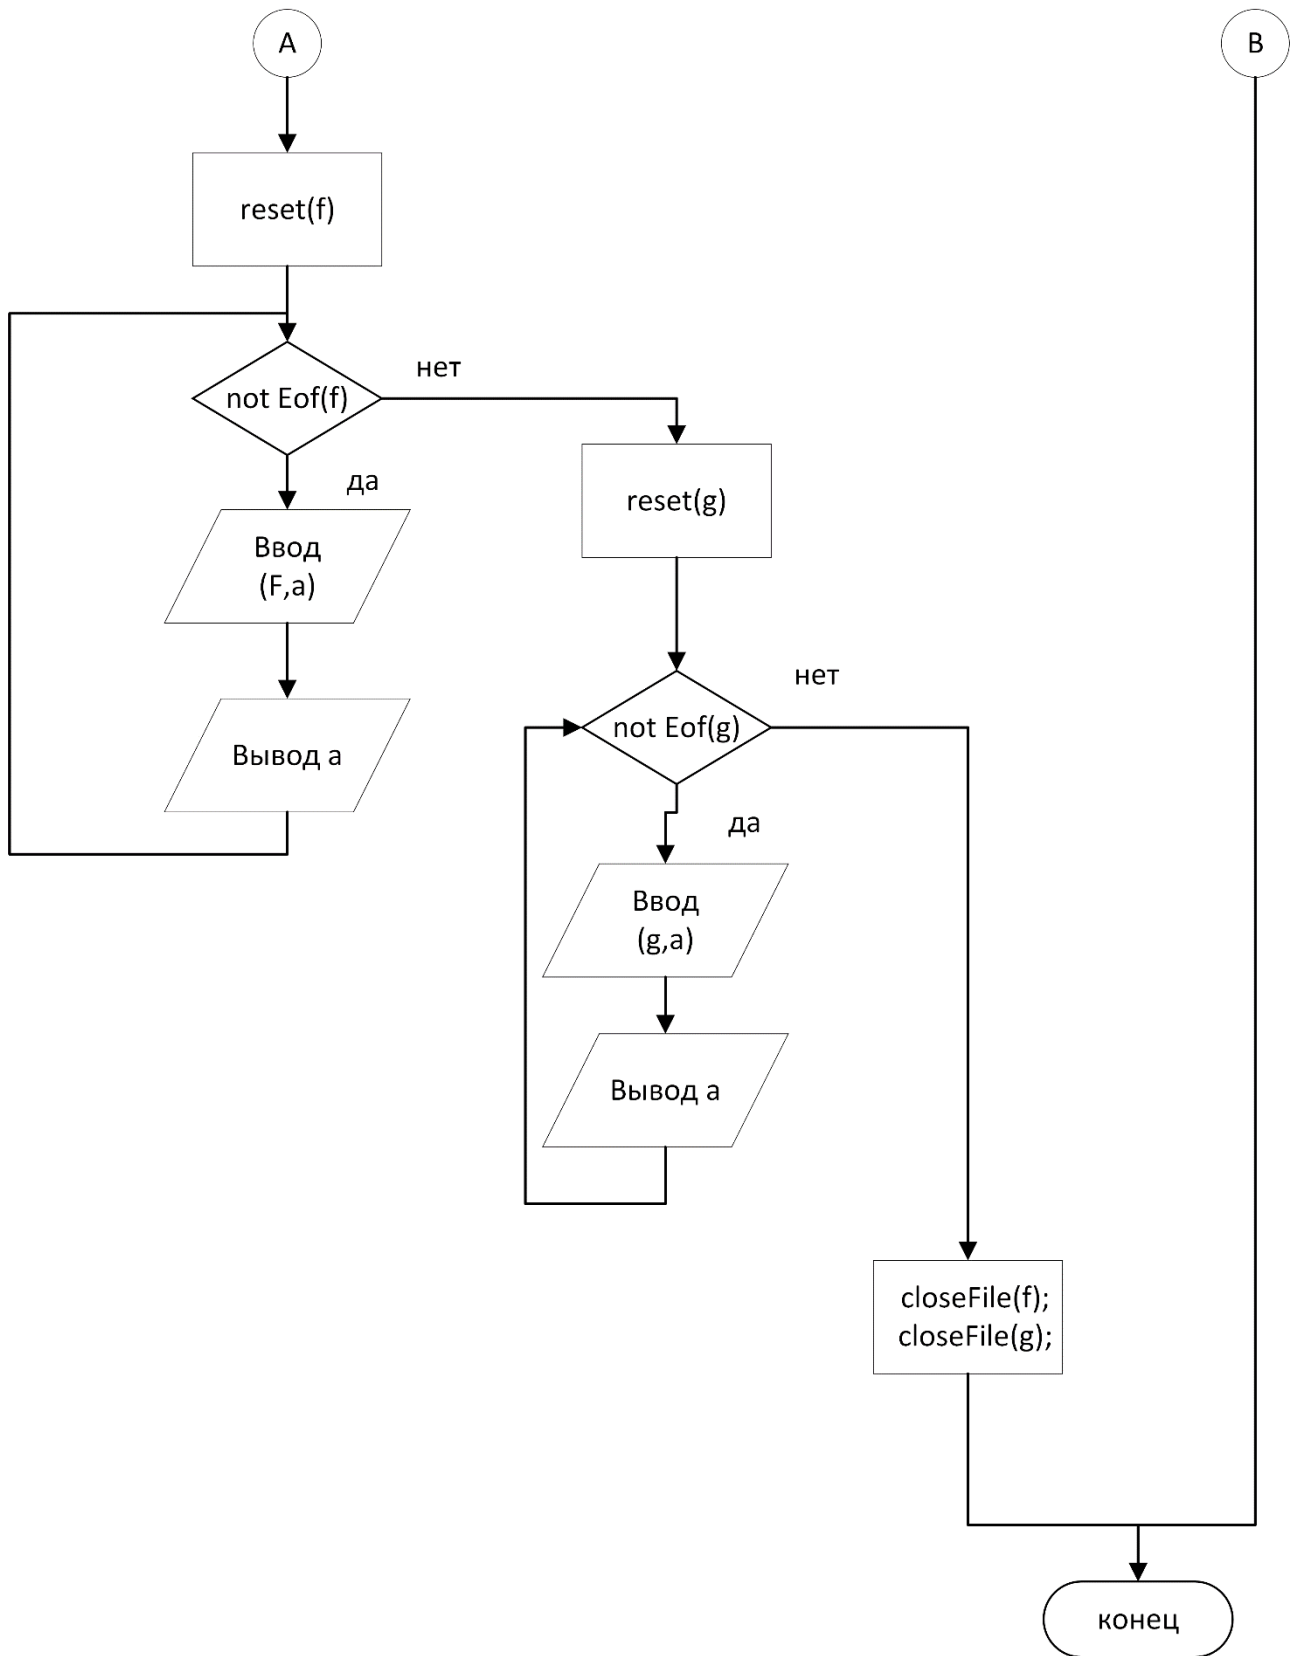 A
B
reset(f)
нет
not Eof(f)
да
reset(g)
Ввод
(F,a)
нет
not Eof(g)
Вывод a
да
Ввод
(g,a)
Вывод a
closeFile(f);
closeFile(g);
конец